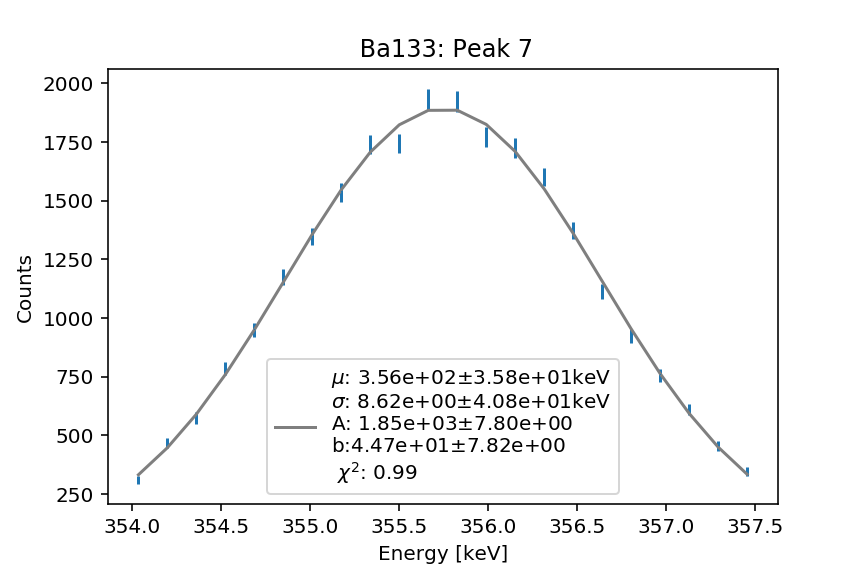 Ba133: Peak 7
2000
1750
1500
1250
1000
750
500
250
Counts
μ: 3.56e+02±3.58e+01keV
σ: 8.62e+00±4.08e+01keV
A: 1.85e+03±7.80e+00
b:4.47e+01±7.82e+00
χ²: 0.99
354.0 354.5 355.0 355.5 356.0 356.5 357.0 357.5
Energy [keV]